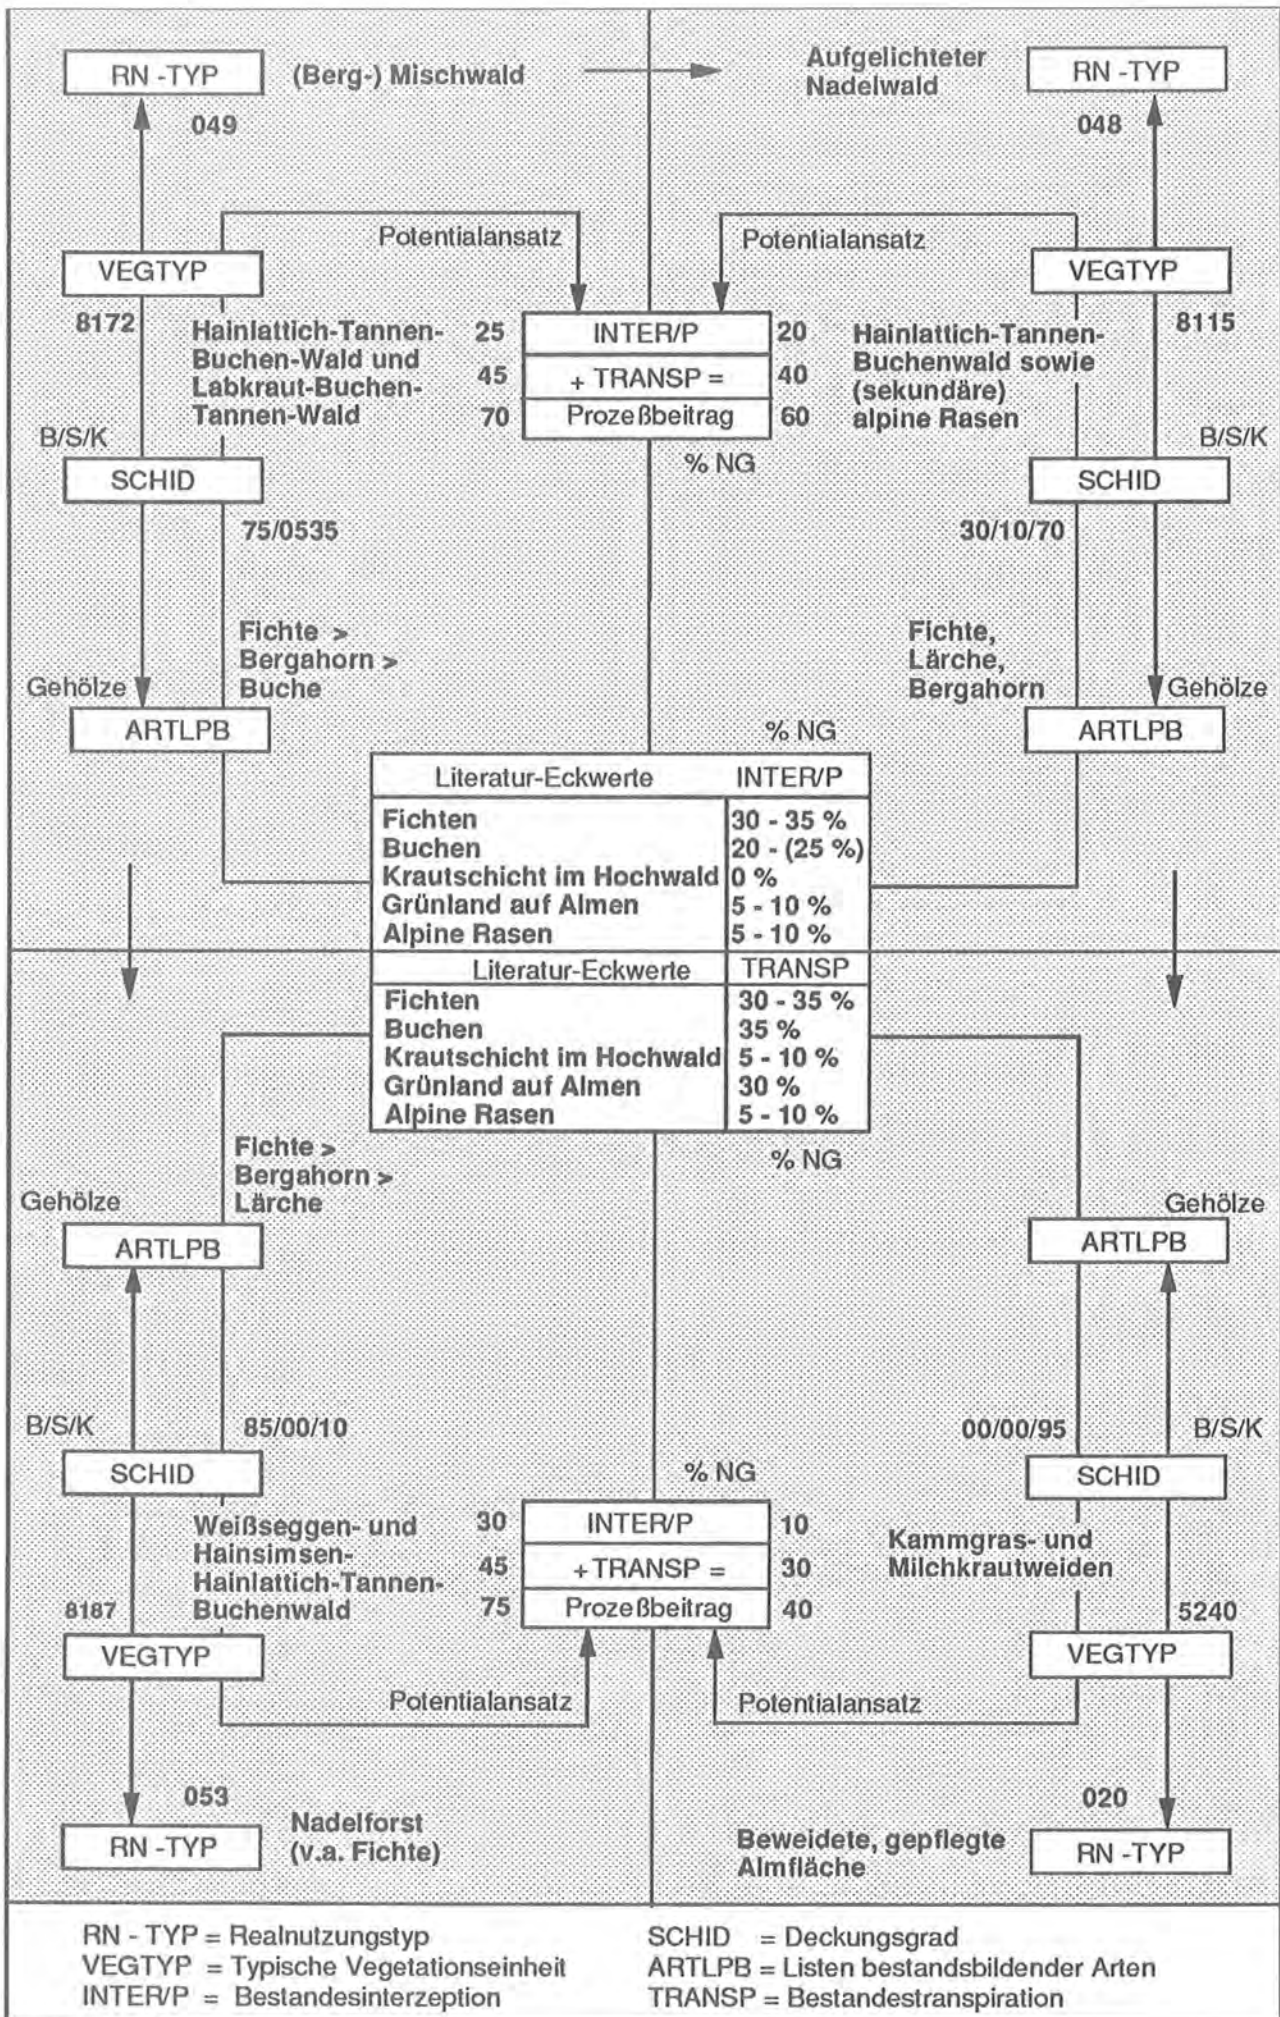 RN -TYP
(Berg-) Mischwald
049
Aufgelichteter
Nadelwald
RN -TYP
048
Potentialansatz
VEGTYP
8172
Hainlattich-Tannen-
Buchen-Wald und
Labkraut-Buchen-
Tannen-Wald
25 INTER/P 20
45 + TRANSP = 40
70 Prozeßbeitrag 60
% NG
Potentialansatz
VEGTYP
8115
Hainlattich-Tannen-
Buchenwald sowie
(sekundäre)
alpine Rasen
B/S/K
SCHID
75/0535
B/S/K
SCHID
30/10/70
Fichte >
Bergahorn >
Buche
Gehölze
ARTLPB
Fichte,
Lärche,
Bergahorn
Gehölze
ARTLPB
% NG
Literatur-Eckwerte INTER/P
Fichten 30 - 35 %
Buchen 20 - (25 %)
Krautschicht im Hochwald 0 %
Grünland auf Almen 5 - 10 %
Alpine Rasen 5 - 10 %
Literatur-Eckwerte TRANSP
Fichten 30 - 35 %
Buchen 35 %
Krautschicht im Hochwald 5 - 10 %
Grünland auf Almen 30 %
Alpine Rasen 5 - 10 %
% NG
Fichte >
Bergahorn >
Lärche
Gehölze
ARTLPB
Gehölze
ARTLPB
B/S/K
85/00/10
SCHID
00/00/95
B/S/K
SCHID
% NG
Weißseggen- und
Hainsimsen-
Hainlattich-Tannen-
Buchenwald
30 INTER/P 10
45 + TRANSP = 30
75 Prozeßbeitrag 40
Kammgras- und
Milchkrautweiden
8187
VEGTYP
Potentialansatz
5240
VEGTYP
Potentialansatz
053
RN -TYP
Nadelforst
(v.a. Fichte)
Beweidete, gepflegte
Almfläche
020
RN -TYP
RN - TYP = Realnutzungstyp
VEGTYP = Typische Vegetationseinheit
INTER/P = Bestandesinterzeption
SCHID = Deckungsgrad
ARTLPB = Listen bestandsbildender Arten
TRANSP = Bestandestranspiration